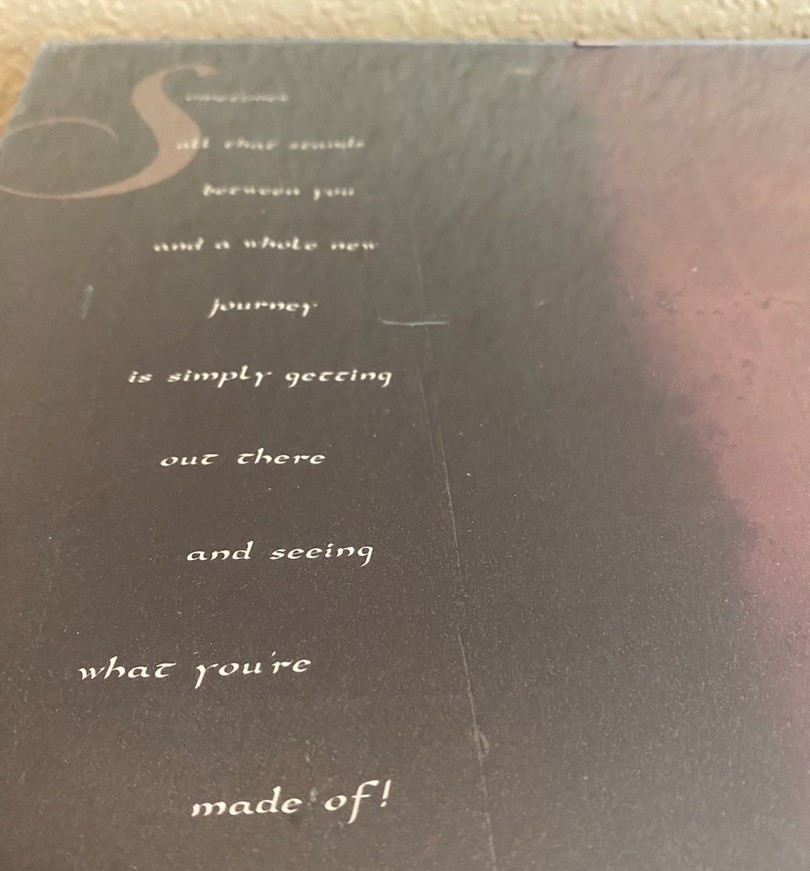 Sometimes
all that stands
between you
and a whole new
journey
is simply getting
out there
and seeing
what you're
made of!